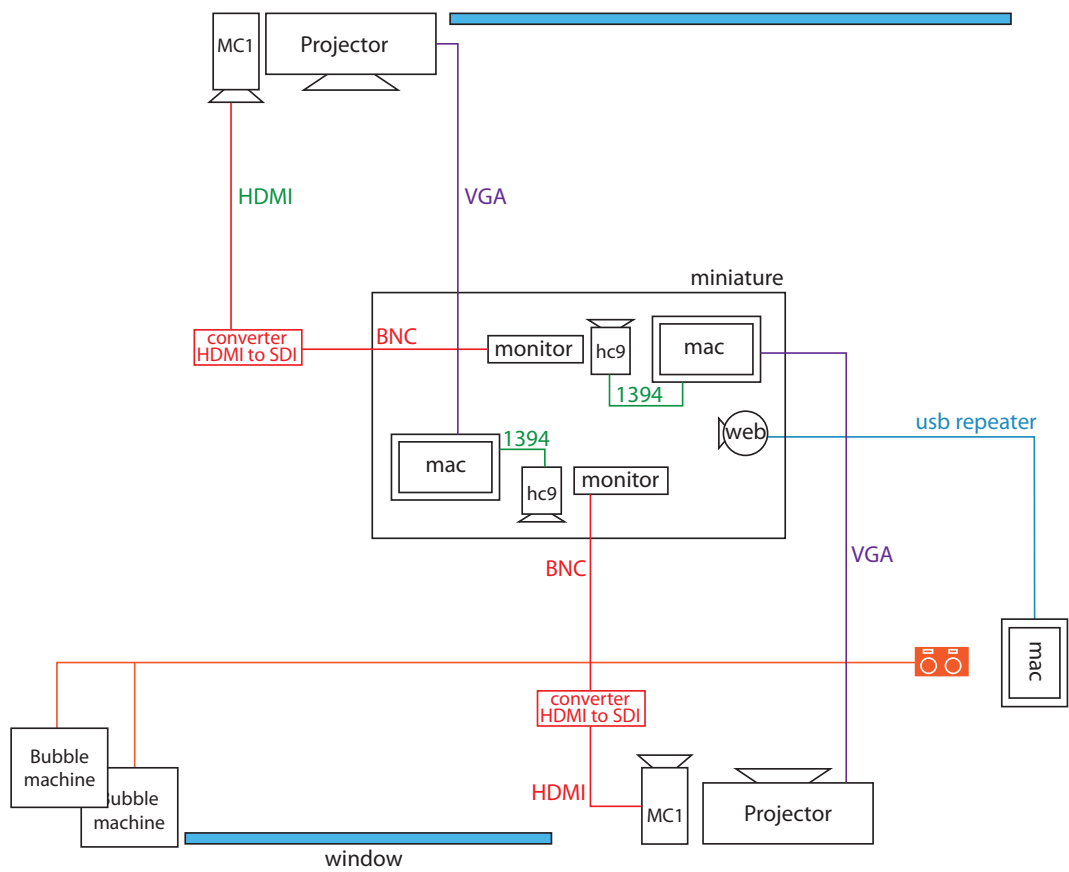 MC1
Projector
HDMI
VGA
miniature
converter
HDMI to SDI
BNC
monitor
hc9
mac
1394
usb repeater
web
1394
mac
hc9
monitor
BNC
VGA
mac
converter
HDMI to SDI
Bubble
machine
Bubble
machine
HDMI
MC1
Projector
window